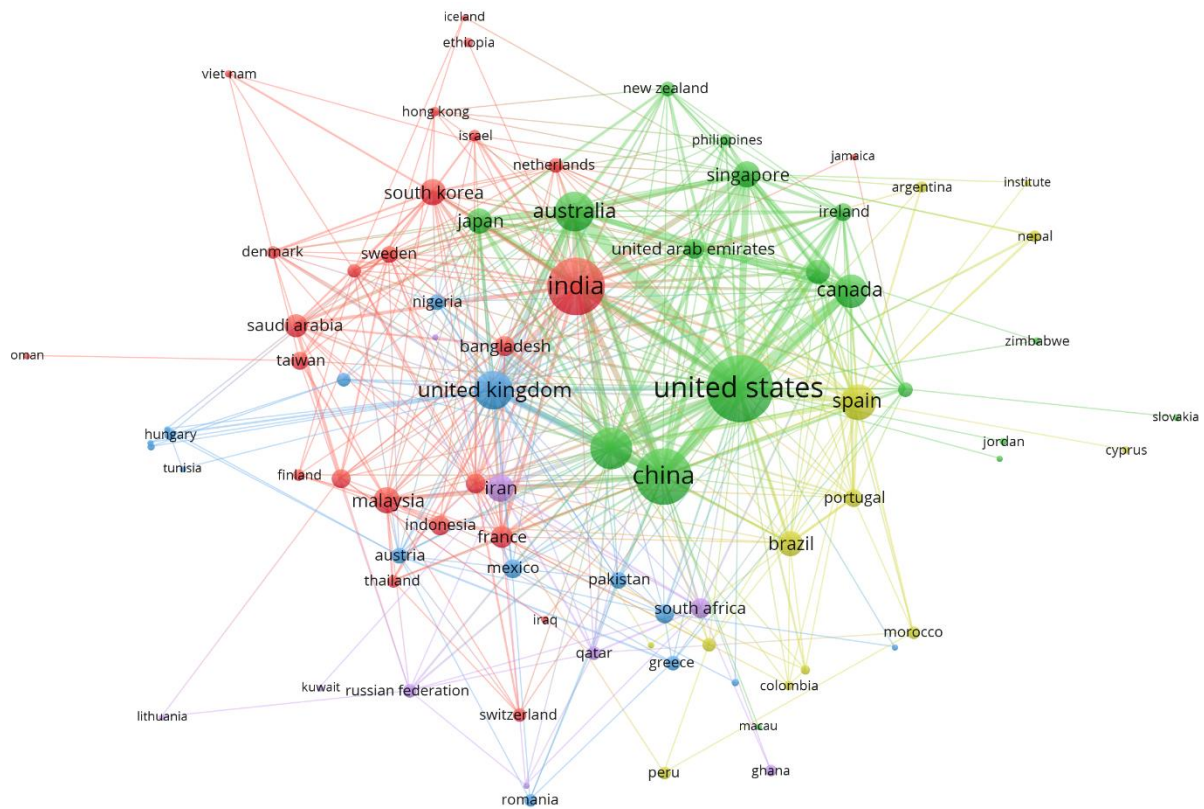 iceland
ethiopia
viet nam
new zealand
hong kong
israel
philippines
netherlands
jamaica
singapore
institute
argentina
south korea
australia
ireland
japan
nepal
denmark
sweden
united arab emirates
india
canada
nigeria
saudi arabia
zimbabwe
bangladesh
oman
taiwan
united kingdom
united states
spain
slovakia
hungary
jordan
cyprus
tunisia
finland
china
iran
malaysia
portugal
indonesia
france
brazil
austria
mexico
thailand
pakistan
south africa
iraq
morocco
qatar
greece
kuwait
russian federation
colombia
lithuania
switzerland
macau
peru
ghana
romania